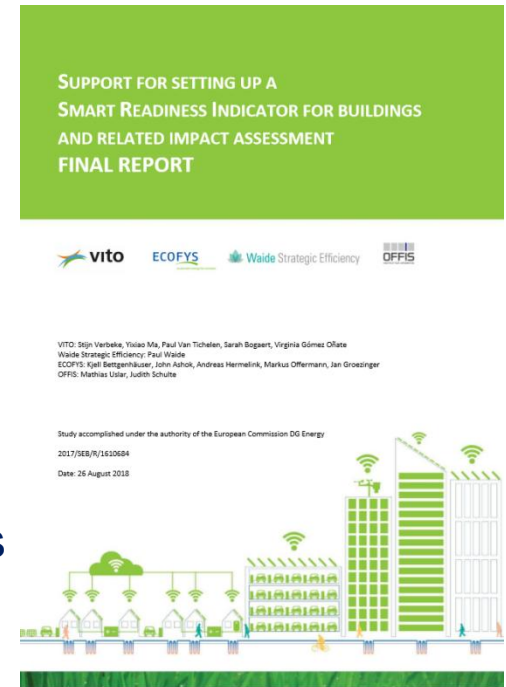 SUPPORT FOR SETTING UP A
SMART READINESS INDICATOR FOR BUILDINGS
AND RELATED IMPACT ASSESSMENT
FINAL REPORT
vito
ECOFYS
Waide Strategic Efficiency
OFFIS
VITO: Stijn Verbeke, Yixiao Ma, Paul Van Tichelen, Sarah Bogaert, Virginia Gómez Oñate
Waide Strategic Efficiency: Paul Waide
ECOFYS: Kjell Bettgenhäuser, John Ashok, Andreas Hermelink, Markus Offermann, Jan Groezinger
OFFIS: Mathias Uslar, Judith Schulte
Study accomplished under the authority of the European Commission DG Energy
2017/SEB/R/1610684
Date: 26 August 2018
s